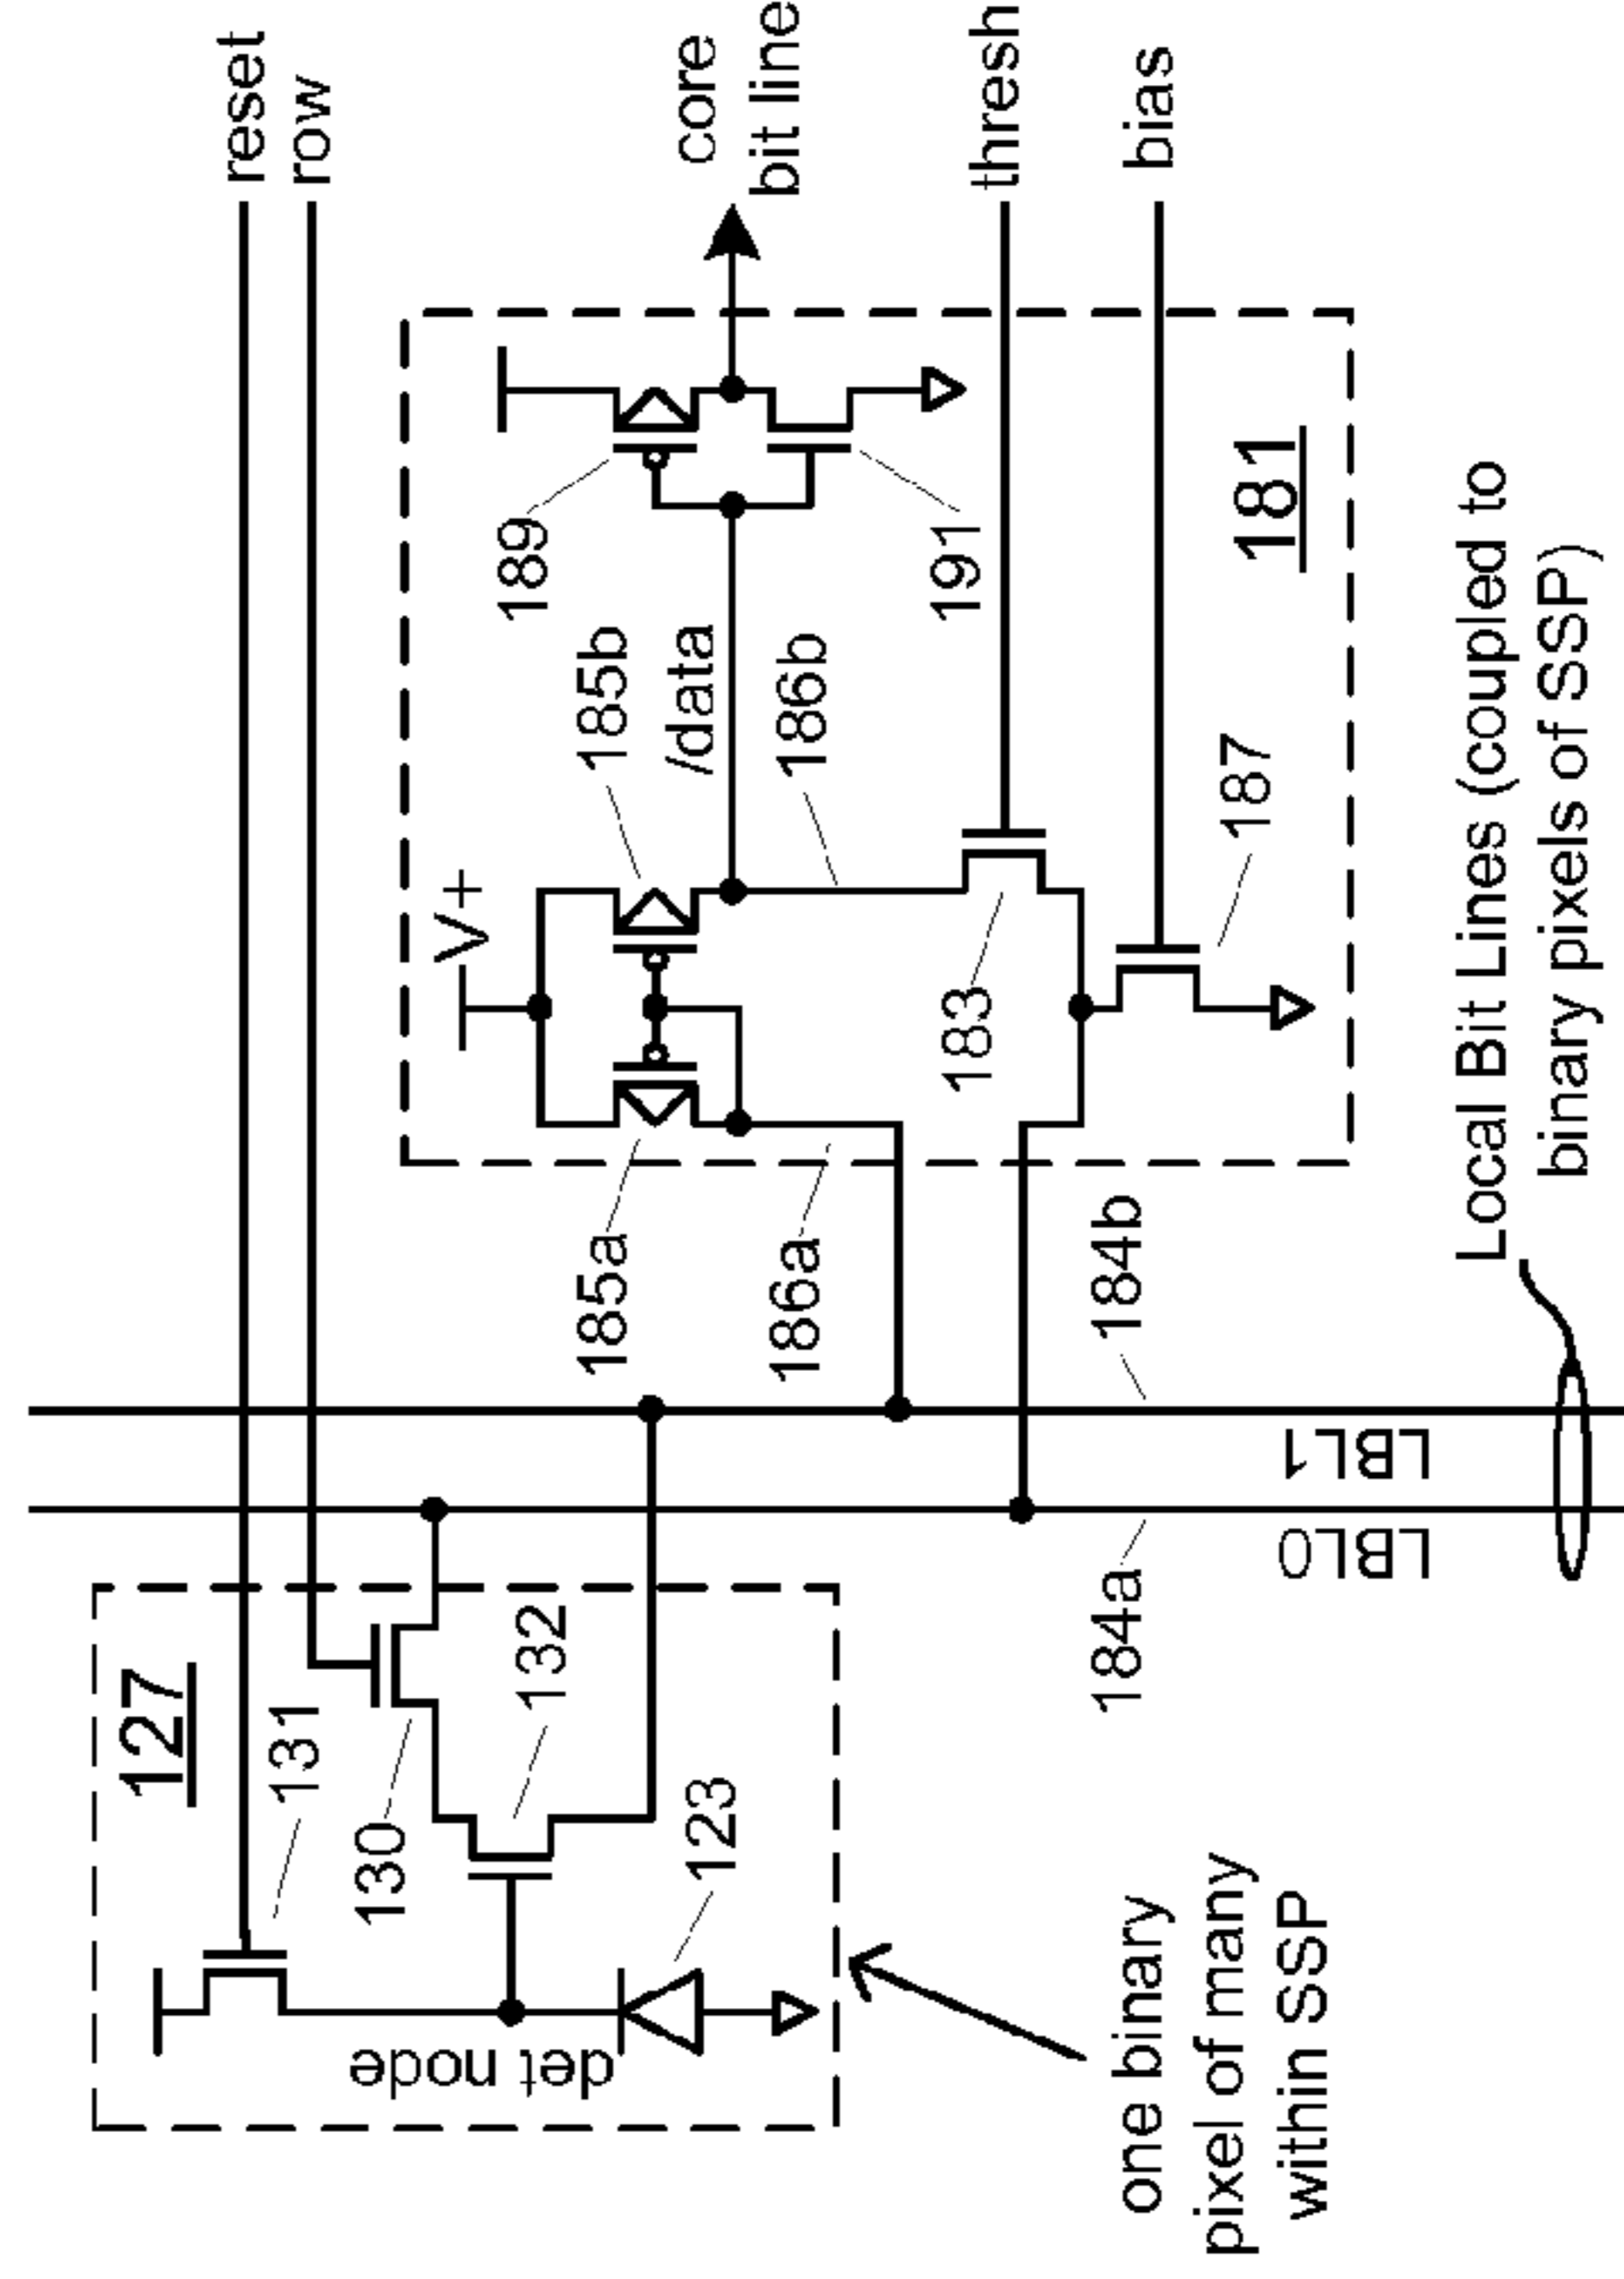 reset
row
core
bit line
thresh
bias
189
191
181
185b
/data
186b
V+
183
187
185a
186a
184b
184a
LBL1
LBL0
Local Bit Lines (coupled to
binary pixels of SSP)
127
131
130
132
123
det node
one binary
pixel of many
within SSP